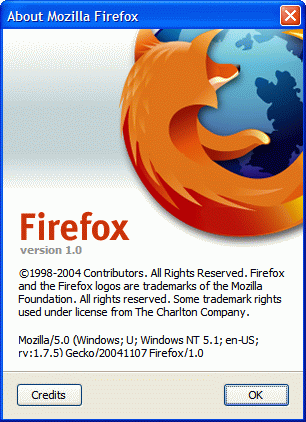 About Mozilla Firefox
Firefox
version 1.0
©1998-2004 Contributors. All Rights Reserved. Firefox
and the Firefox logos are trademarks of the Mozilla
Foundation. All rights reserved. Some trademark rights
used under license from The Charlton Company.
Mozilla/5.0 (Windows; U; Windows NT 5.1; en-US;
rv:1.7.5) Gecko/20041107 Firefox/1.0
Credits
OK